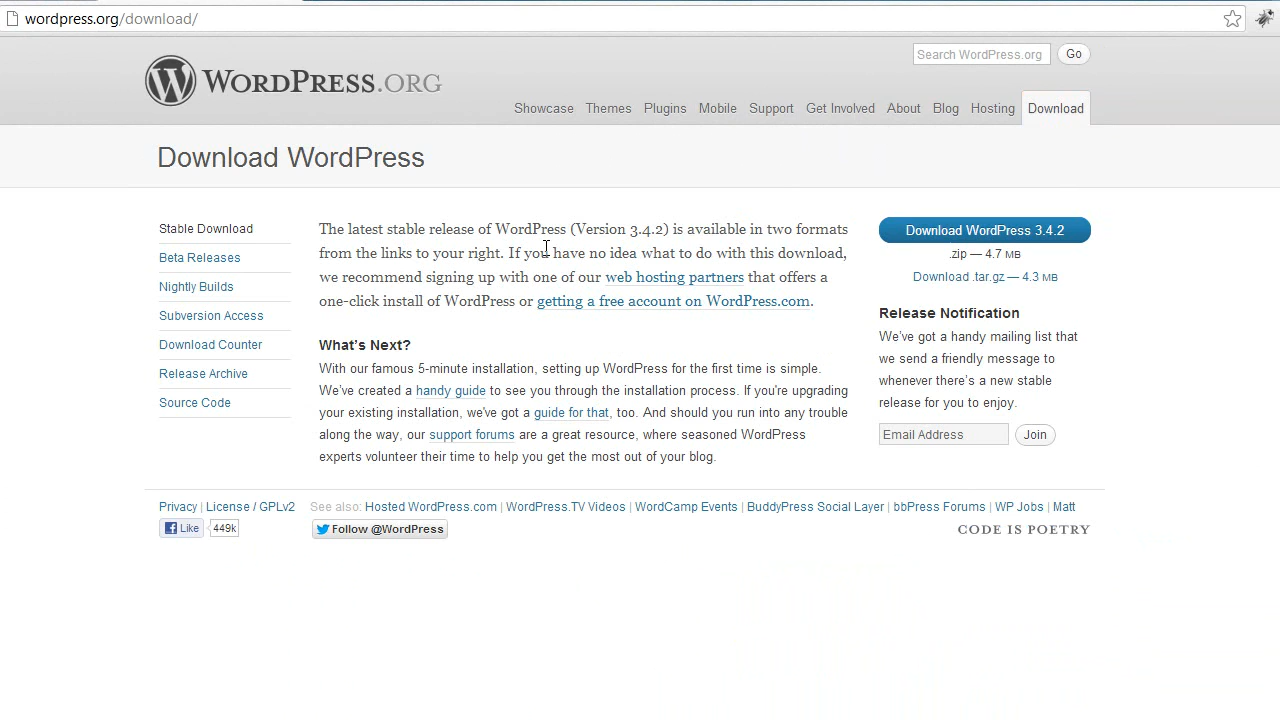 wordpress.org/download/
WORDPRESS.ORG
Search WordPress.org
Go
Showcase
Themes
Plugins
Mobile
Support
Get Involved
About
Blog
Hosting
Download
Download WordPress
Stable Download
Beta Releases
Nightly Builds
Subversion Access
Download Counter
Release Archive
Source Code
The latest stable release of WordPress (Version 3.4.2) is available in two formats
from the links to your right. If you have no idea what to do with this download,
we recommend signing up with one of our web hosting partners that offers a
one-click install of WordPress or getting a free account on WordPress.com.
What's Next?
With our famous 5-minute installation, setting up WordPress for the first time is simple.
We've created a handy guide to see you through the installation process. If you're upgrading
your existing installation, we've got a guide for that, too. And should you run into any trouble
along the way, our support forums are a great resource, where seasoned WordPress
experts volunteer their time to help you get the most out of your blog.
Download WordPress 3.4.2
.zip — 4.7 MB
Download .tar.gz — 4.3 MB
Release Notification
We've got a handy mailing list that
we send a friendly message to
whenever there's a new stable
release for you to enjoy.
Email Address
Join
Privacy | License / GPLv2
See also: Hosted WordPress.com | WordPress.TV Videos | WordCamp Events | BuddyPress Social Layer | bbPress Forums | WP Jobs | Matt
Like
449k
Follow @WordPress
CODE IS POETRY